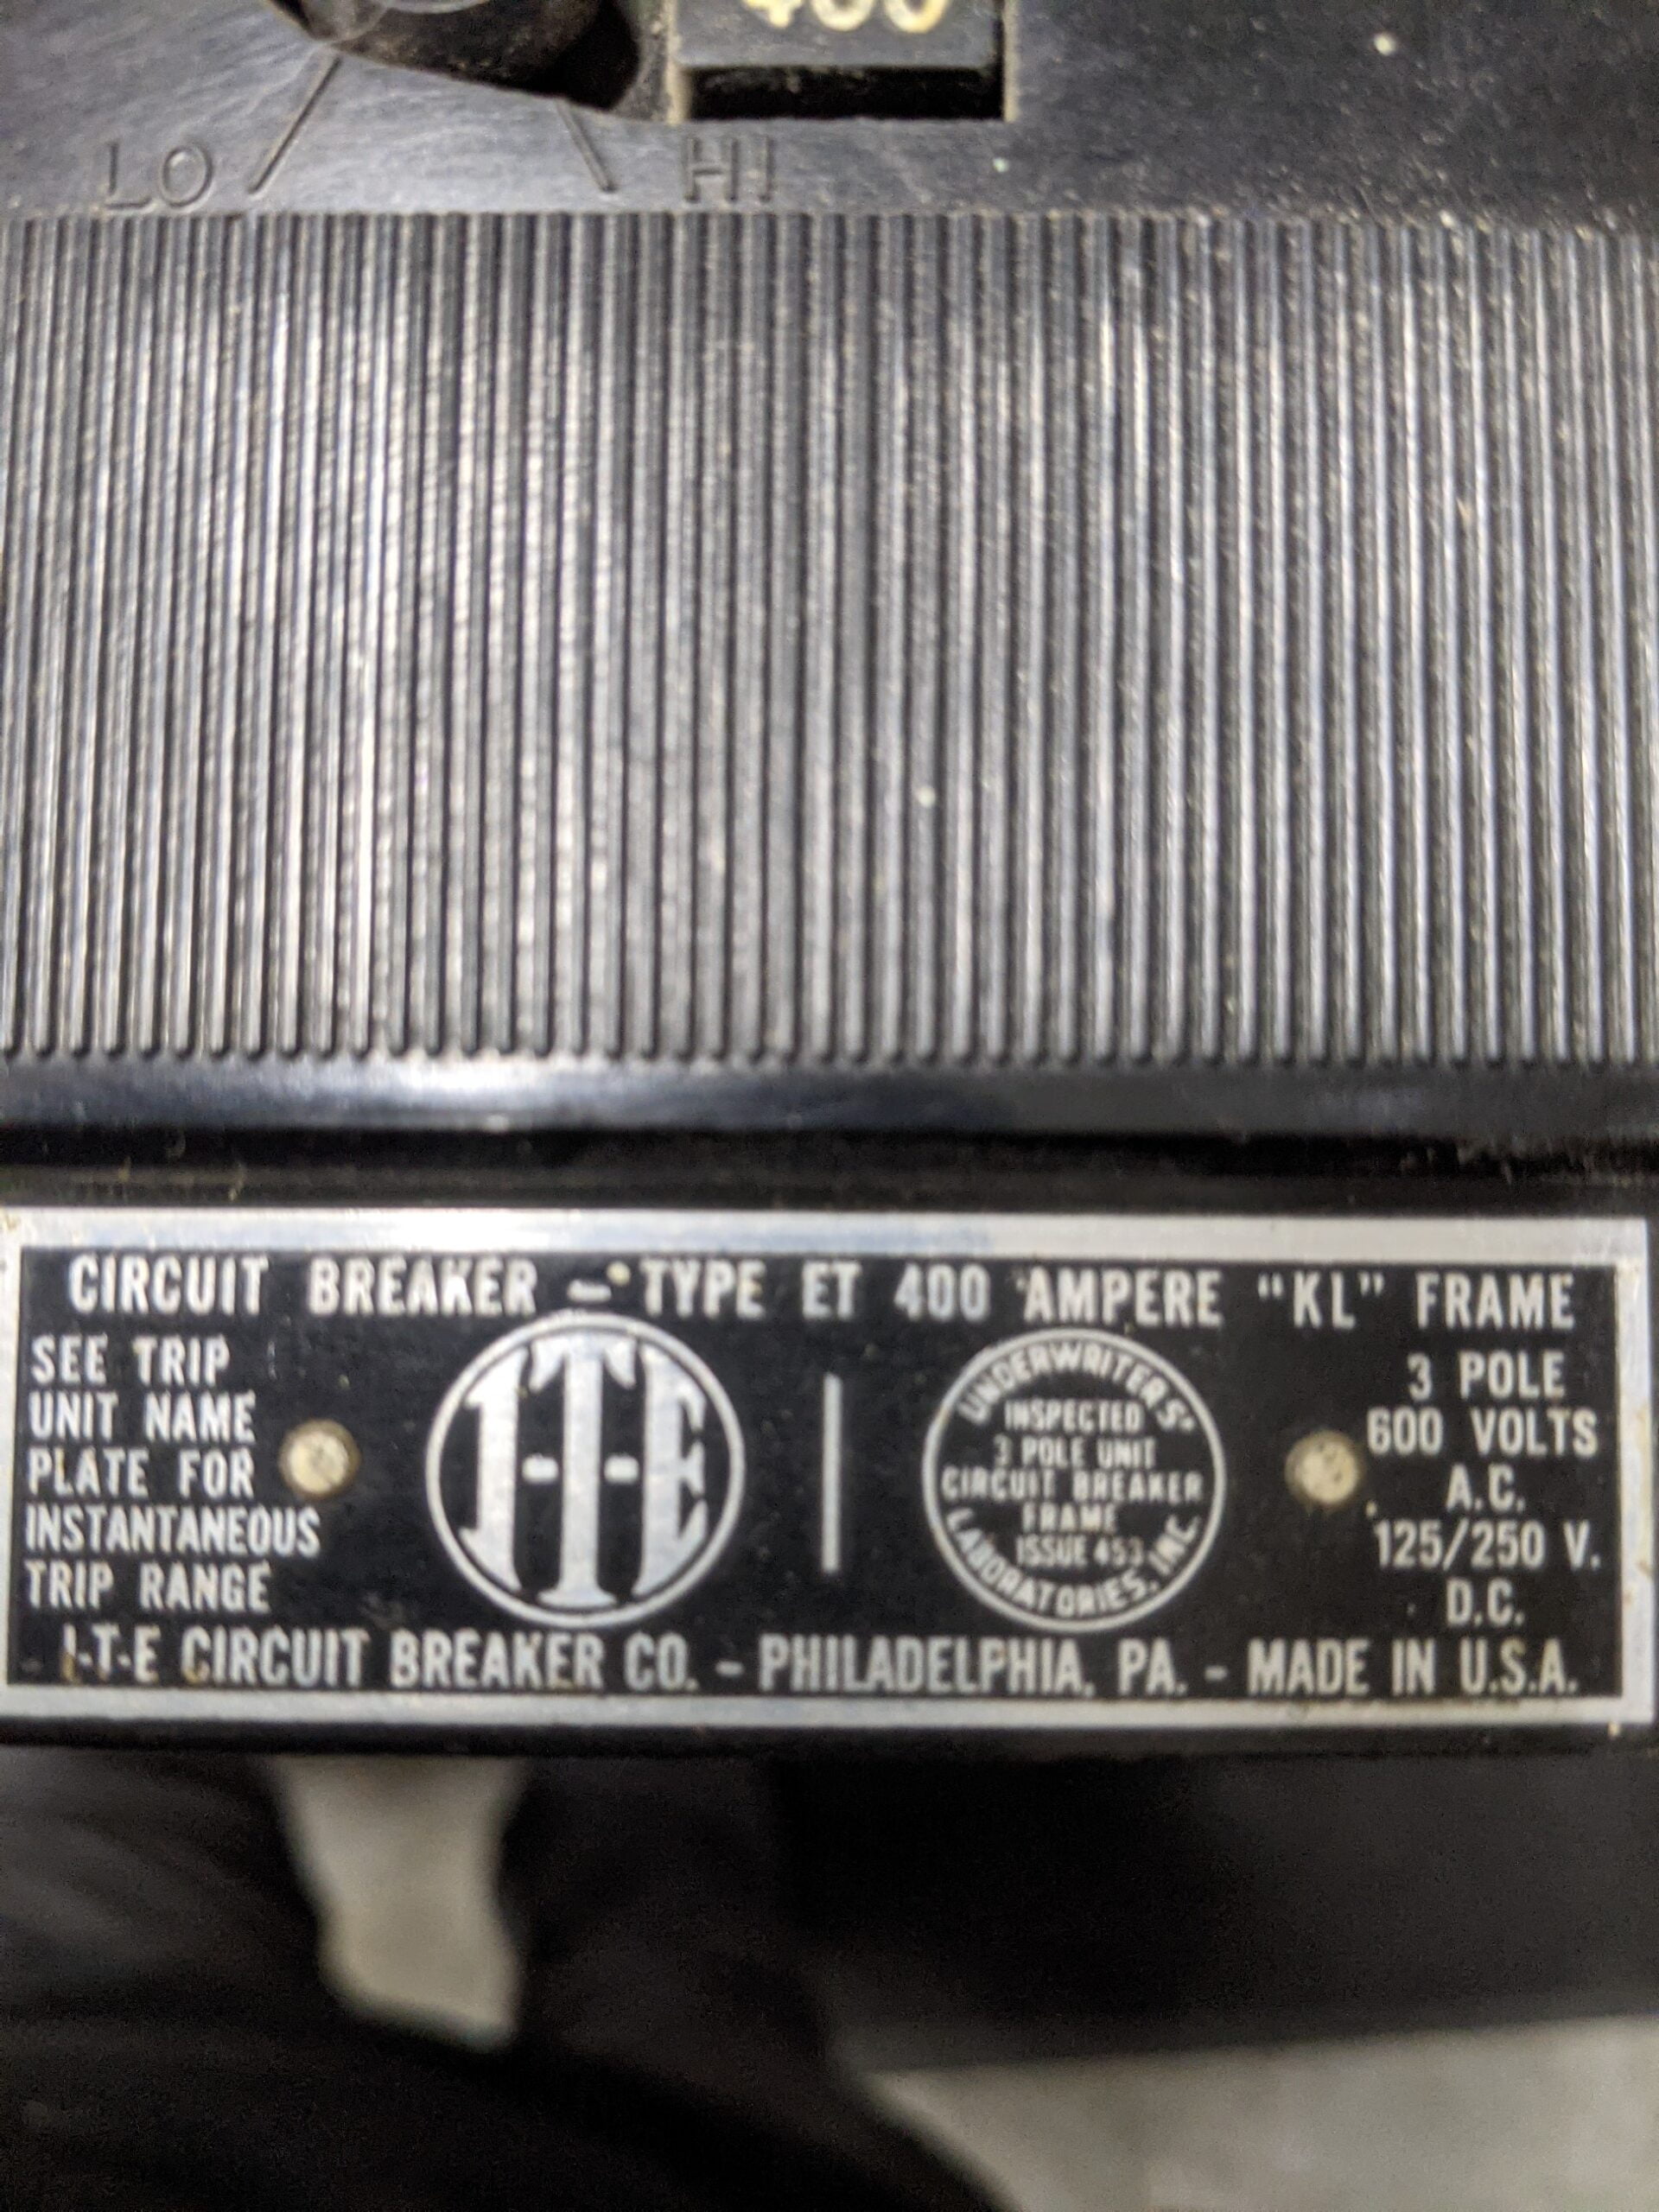 400
LO HI
CIRCUIT BREAKER - TYPE ET 400 AMPERE "KL" FRAME
SEE TRIP
UNIT NAME
PLATE FOR
INSTANTANEOUS
TRIP RANGE
I-T-E
UNDERWRITERS'
INSPECTED
3 POLE UNIT
CIRCUIT BREAKER
FRAME
ISSUE 453
LABORATORIES, INC.
3 POLE
600 VOLTS
A.C.
125/250 V.
D.C.
I-T-E CIRCUIT BREAKER CO. - PHILADELPHIA, PA. - MADE IN U.S.A.